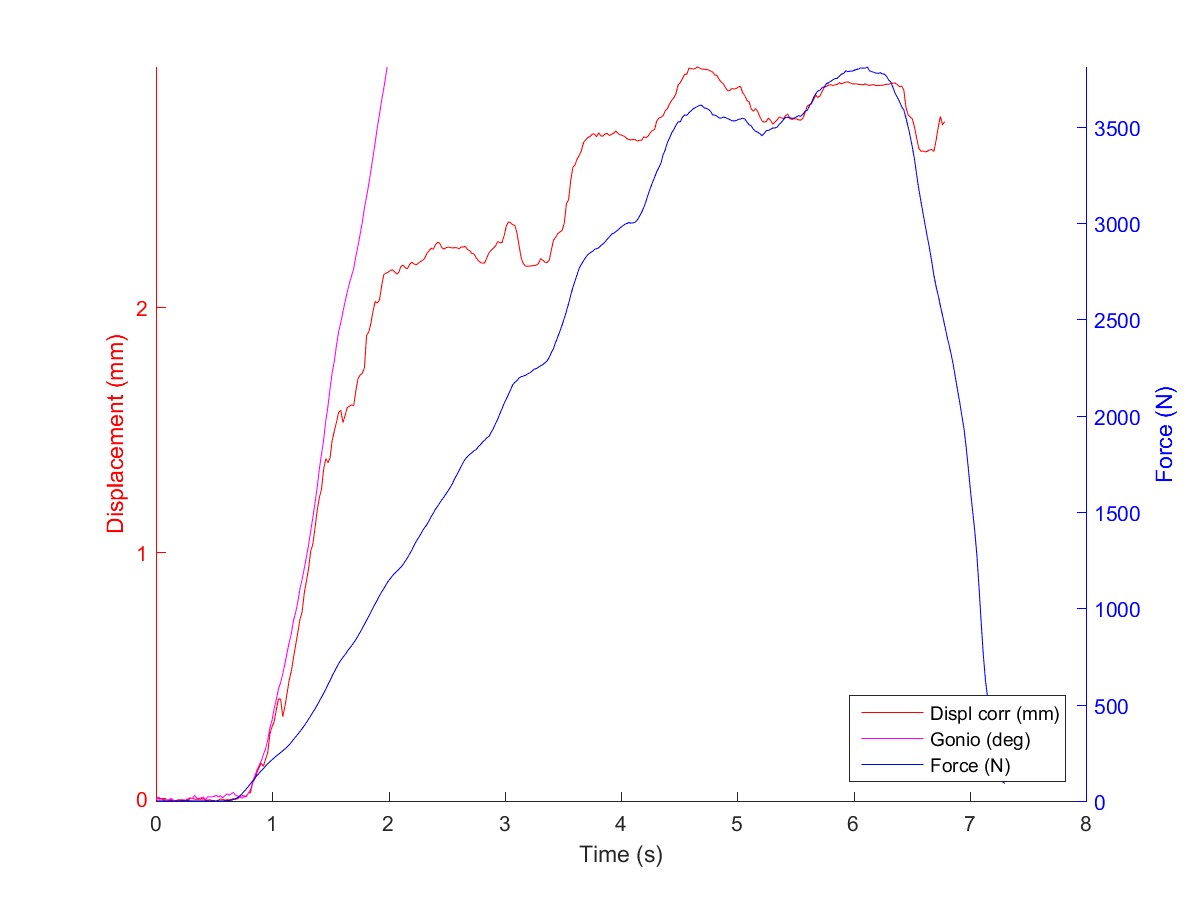 Displacement (mm)
2
1
0
3500
3000
2500
2000
1500
1000
500
0
Force (N)
Displ corr (mm)
Gonio (deg)
Force (N)
0 1 2 3 4 5 6 7 8
Time (s)